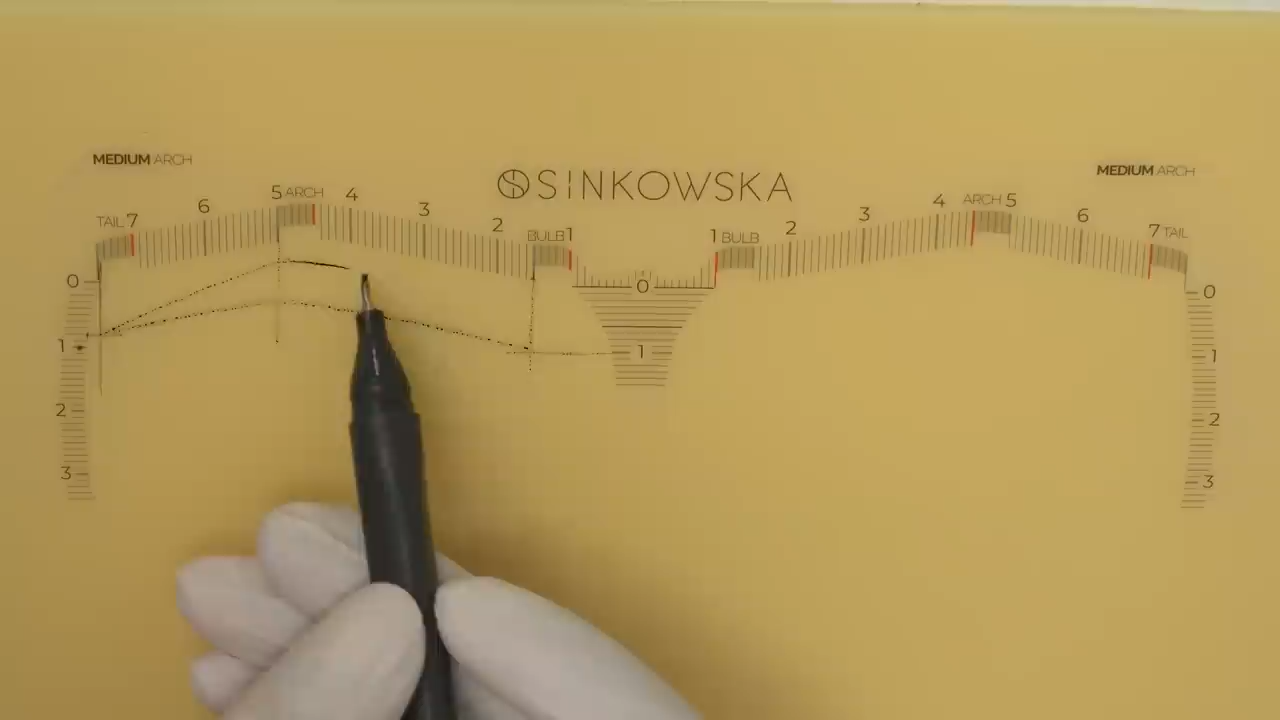 MEDIUM ARCH
MEDIUM ARCH
SINKOWSKA
TAIL 7 6 5 ARCH 4 3 2 BULB 1
1 BULB 2 3 4 ARCH 5 6 7 TAIL
0 0 0
1 1 1
2 2
3 3